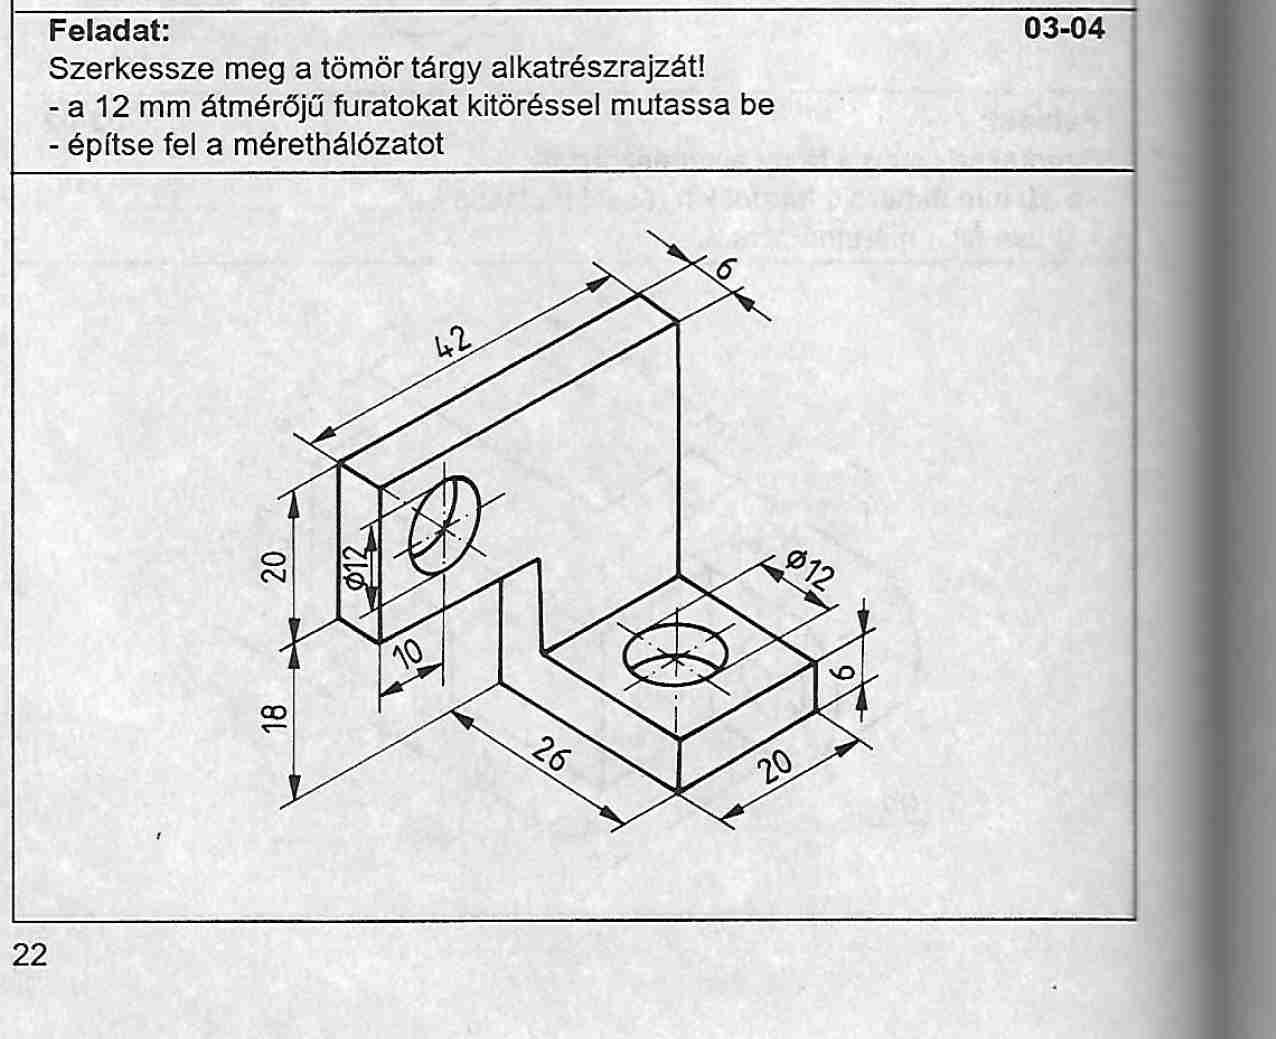 Feladat: 03-04
Szerkessze meg a tömör tárgy alkatrészrajzát!
- a 12 mm átmérőjű furatokat kitöréssel mutassa be
- építse fel a mérethálózatot
6
42
20
ø12
ø12
10
6
18
26
20
22